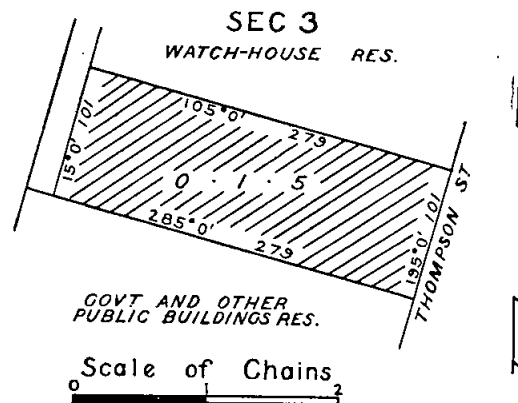 SEC 3
WATCH-HOUSE RES.
105°0' 279
15°0' 101
0 · 1 · 5
195°0' 101
THOMPSON ST
285°0' 279
GOVT AND OTHER
PUBLIC BUILDINGS RES.
Scale of Chains
0 1 2